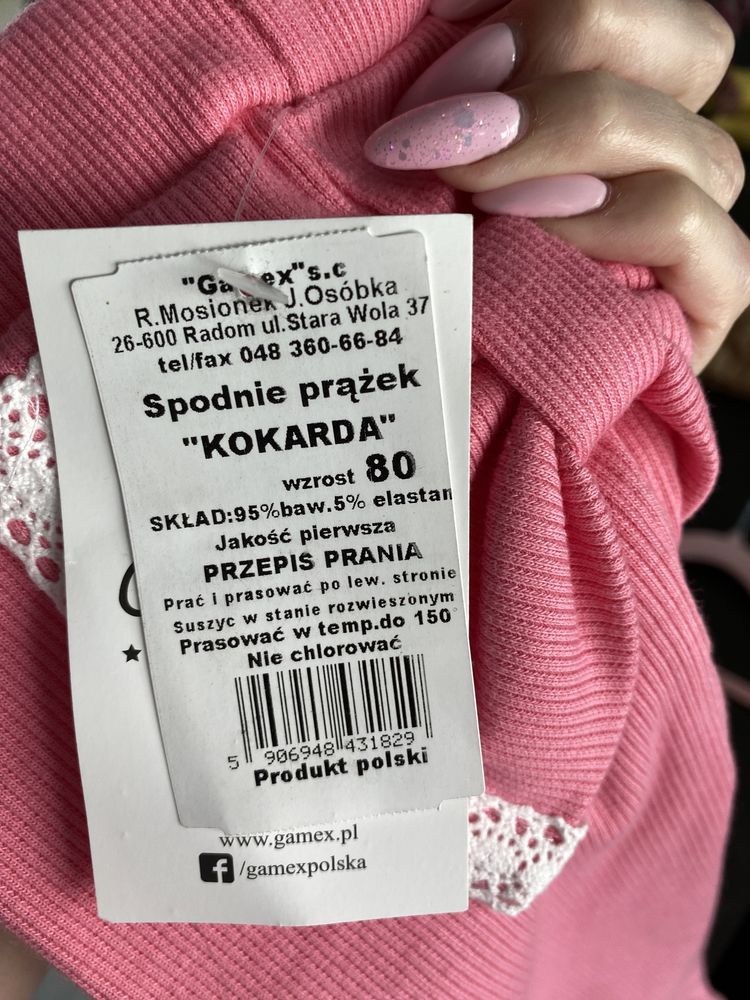 "Gamex"s.c
R.Mosionek J.Osóbka
26-600 Radom ul.Stara Wola 37
tel/fax 048 360-66-84
Spodnie prążek
"KOKARDA"
wzrost 80
SKŁAD:95%baw.5% elastan
Jakość pierwsza
PRZEPIS PRANIA
Prać i prasować po lew. stronie
Suszyc w stanie rozwieszonym
Prasować w temp.do 150
Nie chlorować
5 906948 431829
Produkt polski
www.gamex.pl
f /gamexpolska